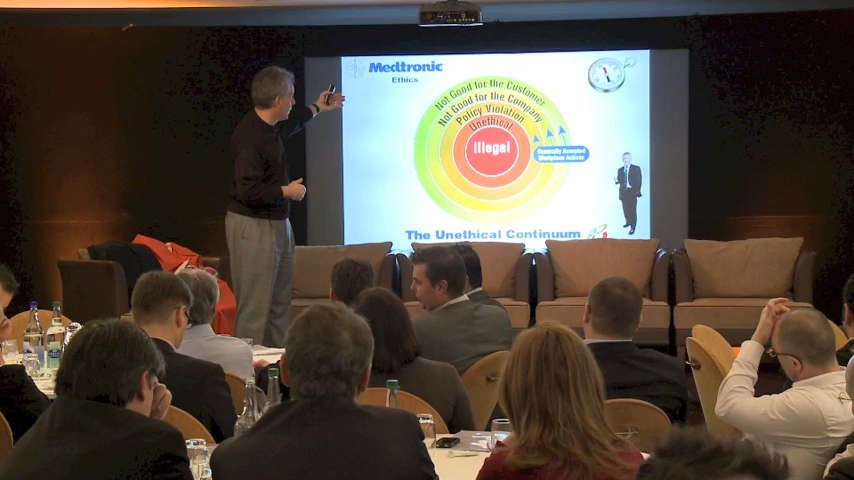 Medtronic
Ethics
Not Good for the Customer
Not Good for the Company
Policy Violation
Unethical
Illegal
Generally Accepted
Workplace Actions
The Unethical Continuum